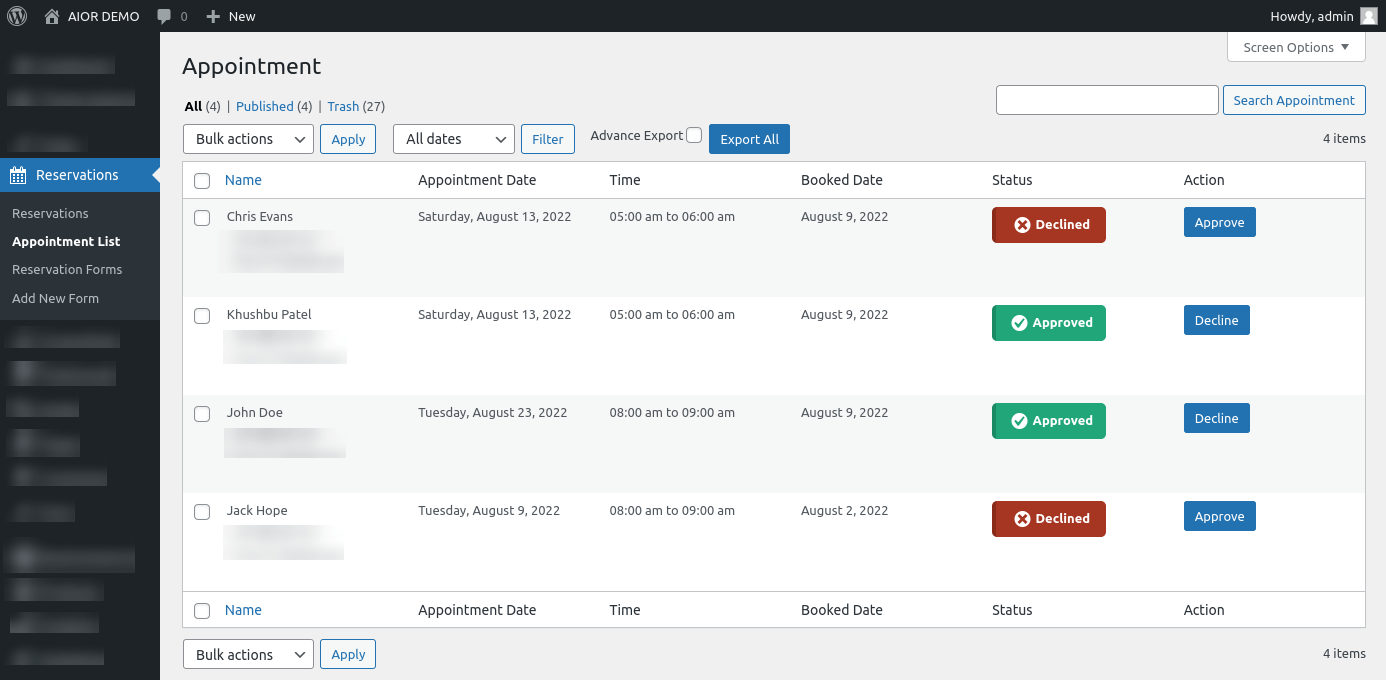 AIOR DEMO 0 New Howdy, admin
Screen Options
Appointment
All (4) | Published (4) | Trash (27)
Search Appointment
Bulk actions Apply All dates Filter Advance Export Export All 4 items
Reservations
Reservations
Appointment List
Reservation Forms
Add New Form
Name Appointment Date Time Booked Date Status Action
Chris Evans Saturday, August 13, 2022 05:00 am to 06:00 am August 9, 2022 Declined Approve
Khushbu Patel Saturday, August 13, 2022 05:00 am to 06:00 am August 9, 2022 Approved Decline
John Doe Tuesday, August 23, 2022 08:00 am to 09:00 am August 9, 2022 Approved Decline
Jack Hope Tuesday, August 9, 2022 08:00 am to 09:00 am August 2, 2022 Declined Approve
Name Appointment Date Time Booked Date Status Action
Bulk actions Apply 4 items